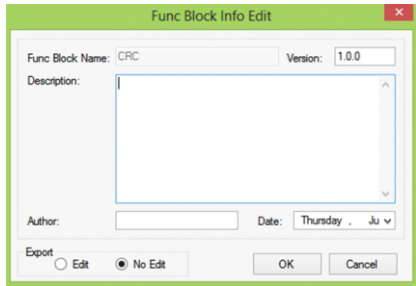 Func Block Info Edit
Func Block Name: CRC Version: 1.0.0
Description:
Author: Date: Thursday , Ju
Export
Edit No Edit OK Cancel